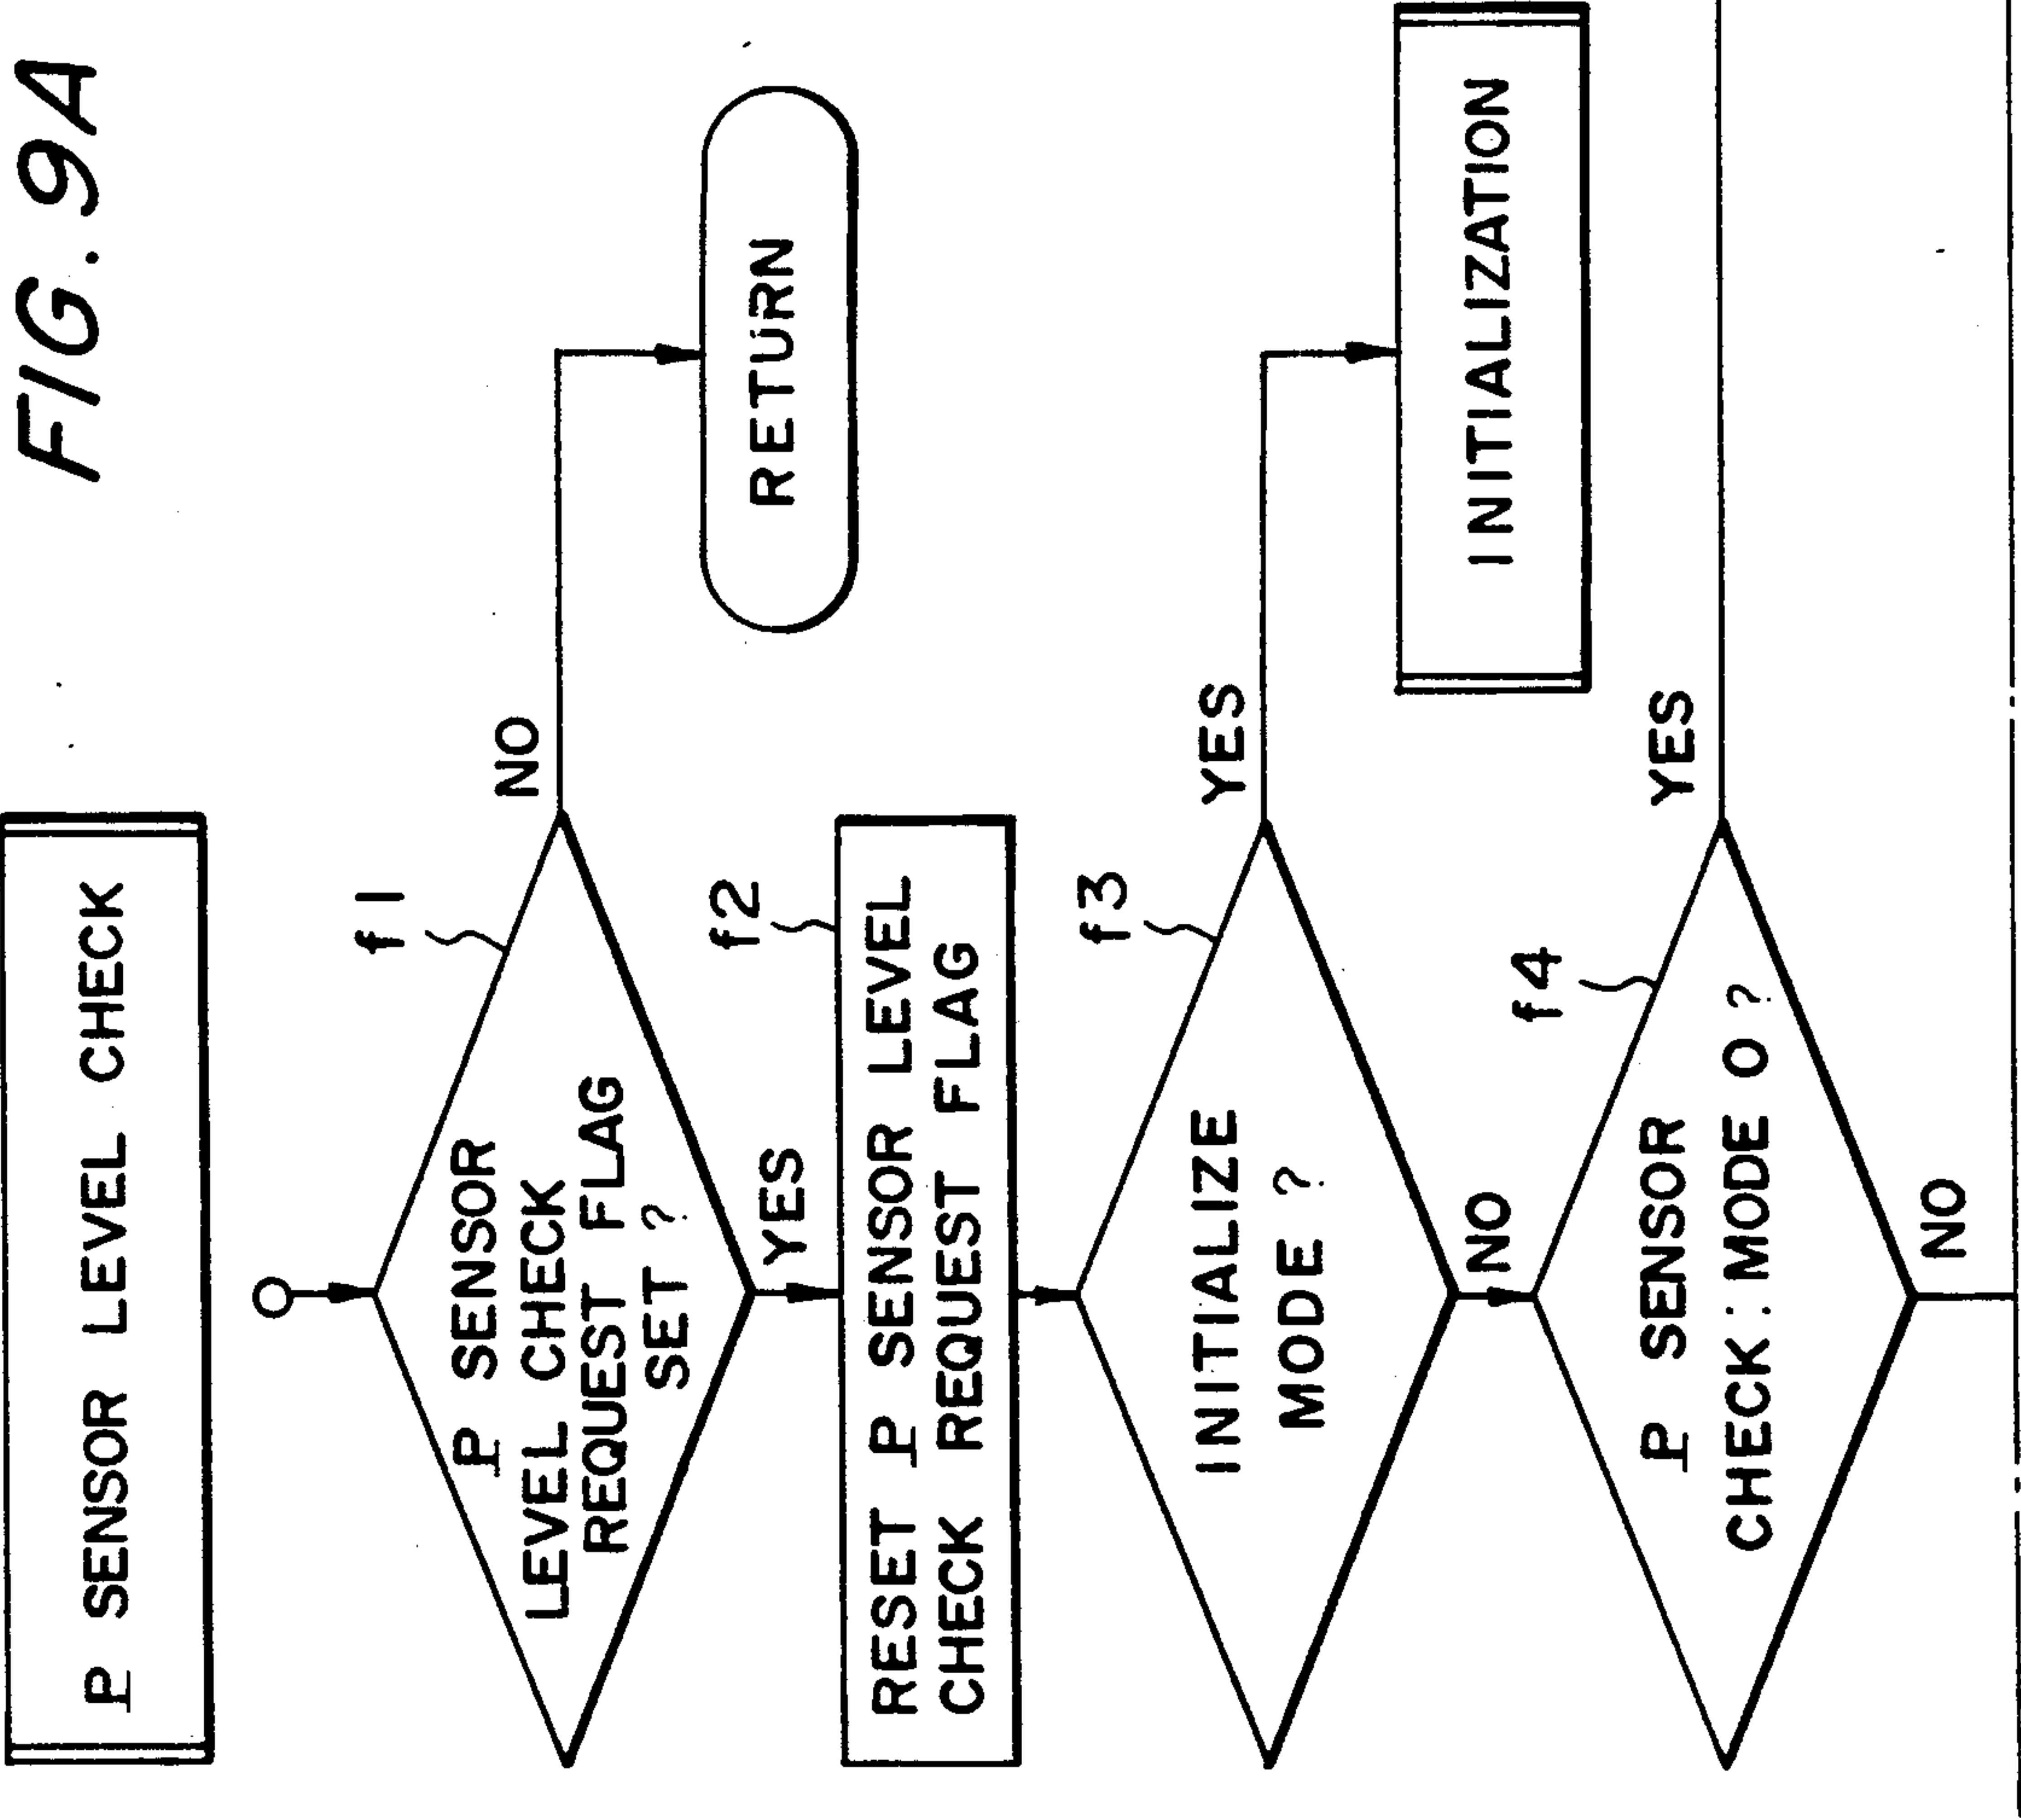 FIG. 9A
P SENSOR LEVEL CHECK
f1
P SENSOR
LEVEL CHECK
REQUEST FLAG
SET ?
NO
RETURN
YES
f2
RESET P SENSOR LEVEL
CHECK REQUEST FLAG
f3
INITIALIZE
MODE ?
YES
INITIALIZATION
NO
f4
P SENSOR
CHECK: MODE 0 ?
YES
NO